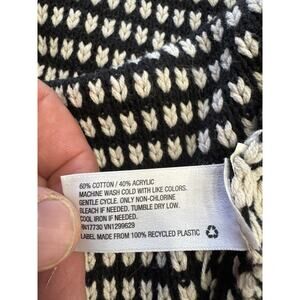 60% COTTON / 40% ACRYLIC
MACHINE WASH COLD WITH LIKE COLORS.
GENTLE CYCLE. ONLY NON-CHLORINE
BLEACH IF NEEDED. TUMBLE DRY LOW.
COOL IRON IF NEEDED.
RN17730 VN1299629
LABEL MADE FROM 100% RECYCLED PLASTIC